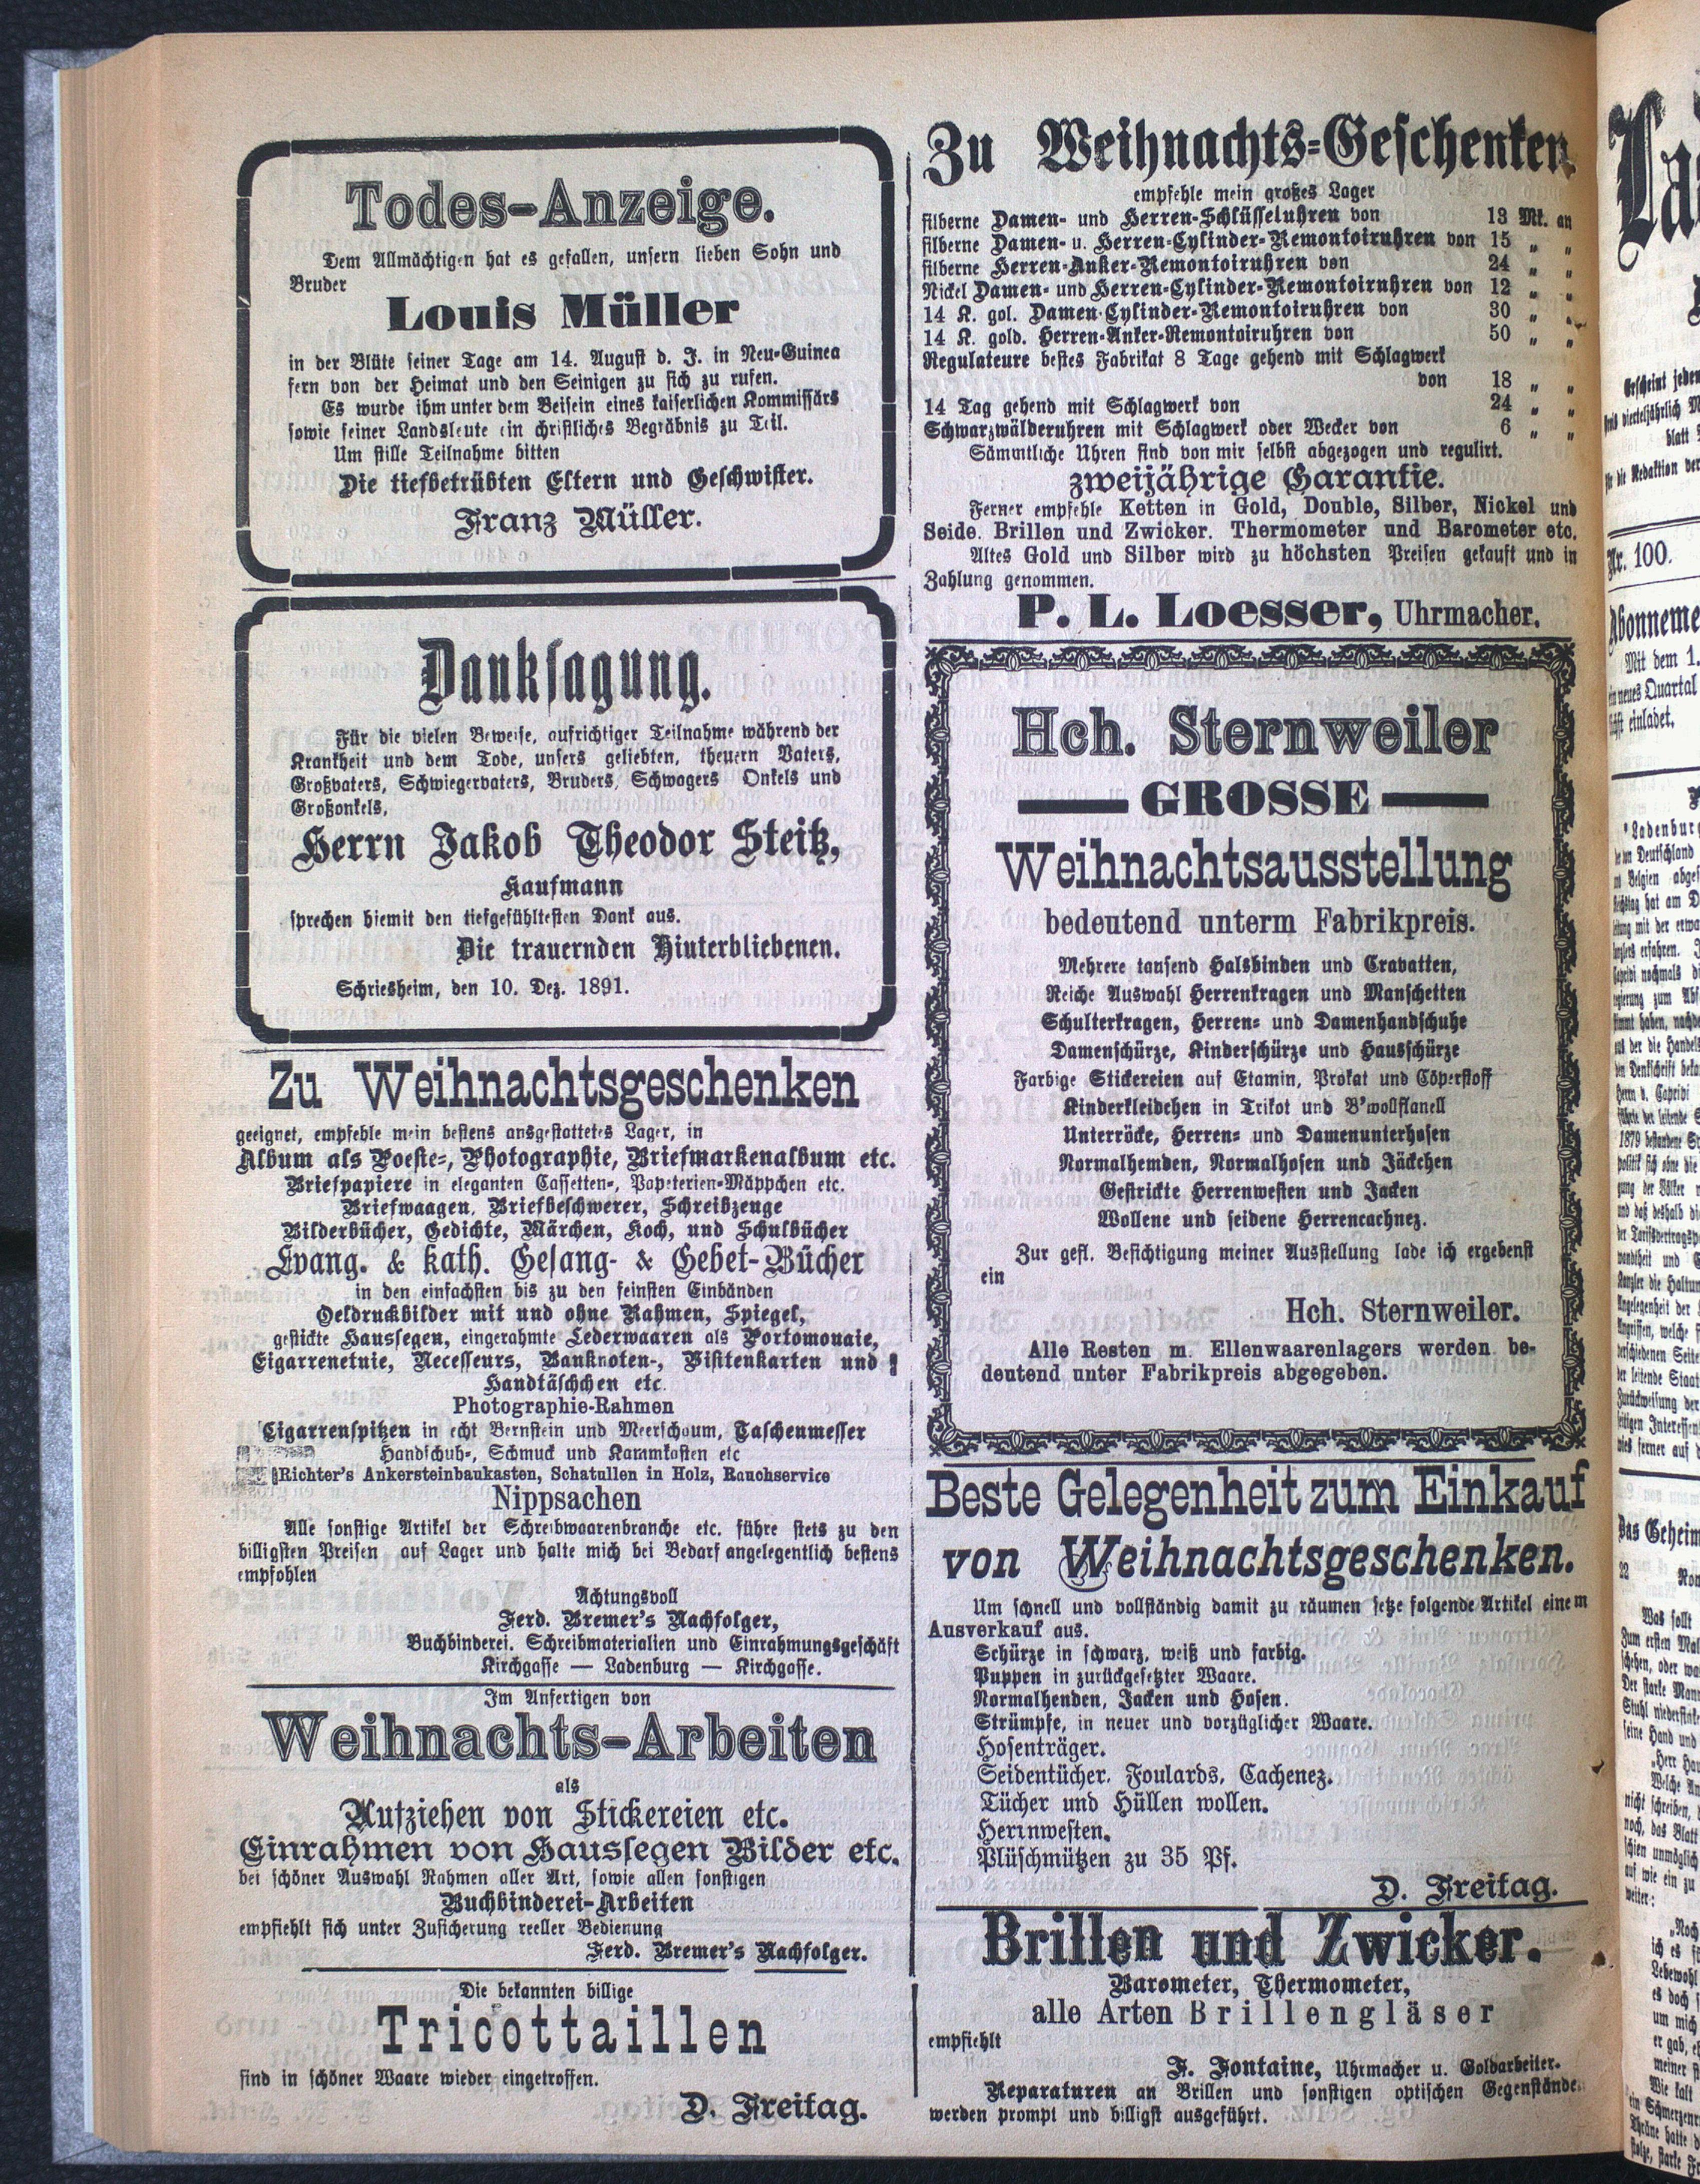 Todes-Anzeige.
Dem Allmächtigen hat es gefallen, unsern lieben Sohn und
Bruder
Louis Müller
in der Blüte seiner Tage am 14. August d. J. in Neu-Guinea
fern von der Heimat und den Seinigen zu sich zu rufen.
Es wurde ihm unter dem Beisein eines kaiserlichen Kommissärs
sowie seiner Landsleute ein christliches Begräbnis zu Teil.
Um stille Teilnahme bitten
Die tiefbetrübten Eltern und Geschwister.
Franz Müller.
Danksagung.
Für die vielen Beweise, aufrichtiger Teilnahme während der
Krankheit und dem Tode, unsers geliebten, theuern Vaters,
Großvaters, Schwiegervaters, Bruders, Schwagers Onkels und
Großonkels,
Herrn Jakob Theodor Steitz,
Kaufmann
sprechen hiemit den tiefgefühltesten Dank aus.
Die trauernden Hinterbliebenen.
Schriesheim, den 10. Dez. 1891.
Zu Weihnachtsgeschenken
geeignet, empfehle mein bestens ausgestattetes Lager, in
Album als Poesie-, Photographie, Briefmarkenalbum etc.
Briefpapiere in eleganten Cassetten-, Papeterien-Mäppchen etc.
Briefwaagen, Briefbeschwerer, Schreibzeuge
Bilderbücher, Gedichte, Märchen, Koch, und Schulbücher
Evang. & kath. Gesang- & Gebet-Bücher
in den einfachsten bis zu den feinsten Einbänden
Oeldruckbilder mit und ohne Rahmen, Spiegel,
gestickte Haussegen, eingerahmte Lederwaaren als Portomonaie,
Cigarrenetuie, Necesseurs, Banknoten-, Visitenkarten und
Handtäschchen etc.
Photographie-Rahmen
Cigarrenspitzen in echt Bernstein und Meerschaum, Taschenmesser
Handschuh-, Schmuck und Kammkasten etc
Richter's Ankersteinbaukasten, Schatullen in Holz, Rauchservice
Nippsachen
Alle sonstige Artikel der Schreibwaarenbranche etc. führe stets zu den
billigsten Preisen auf Lager und halte mich bei Bedarf angelegentlich bestens
empfohlen
Achtungsvoll
Ferd. Bremer's Nachfolger,
Buchbinderei. Schreibmaterialien und Einrahmungsgeschäft
Kirchgasse — Ladenburg — Kirchgasse.
Im Anfertigen von
Weihnachts-Arbeiten
als
Aufziehen von Stickereien etc.
Einrahmen von Haussegen Bilder etc.
bei schöner Auswahl Rahmen aller Art, sowie allen sonstigen
Buchbinderei-Arbeiten
empfiehlt sich unter Zusicherung reeller Bedienung
Ferd. Bremer's Nachfolger.
Die bekannten billige
Tricottaillen
sind in schöner Waare wieder eingetroffen.
D. Freitag.
Zu Weihnachts-Geschenken
empfehle mein großes Lager
silberne Damen- und Herren-Schlüsseluhren von 13 Mk. an
silberne Damen- u. Herren-Cylinder-Remontoiruhren von 15 „ „
silberne Herren-Anker-Remontoiruhren von 24 „ „
Nickel Damen- und Herren-Cylinder-Remontoiruhren von 12 „ „
14 K. gol. Damen-Cylinder-Remontoiruhren von 30 „ „
14 K. gold. Herren-Anker-Remontoiruhren von 50 „ „
Regulateure bestes Fabrikat 8 Tage gehend mit Schlagwerk
von 18 „ „
14 Tag gehend mit Schlagwerk von 24 „ „
Schwarzwälderuhren mit Schlagwerk oder Wecker von 6 „ „
Sämmtliche Uhren sind von mir selbst abgezogen und regulirt.
zweijährige Garantie.
Ferner empfehle Ketten in Gold, Double, Silber, Nickel und
Seide. Brillen und Zwicker. Thermometer und Barometer etc.
Altes Gold und Silber wird zu höchsten Preisen gekauft und in
Zahlung genommen.
P. L. Loesser, Uhrmacher.
Hch. Sternweiler
— GROSSE —
Weihnachtsausstellung
bedeutend unterm Fabrikpreis.
Mehrere tausend Halsbinden und Cravatten,
Reiche Auswahl Herrenkragen und Manschetten
Schulterkragen, Herren- und Damenhandschuhe
Damenschürze, Kinderschürze und Hausschürze
Farbige Stickereien auf Etamin, Brokat und Cöperstoff
Kinderkleidchen in Trikot und B'wollflanell
Unterröcke, Herren- und Damenunterhosen
Normalhemden, Normalhosen und Jäckchen
Gestrickte Herrenwesten und Jacken
Wollene und seidene Herrencachnez.
Zur gefl. Besichtigung meiner Ausstellung lade ich ergebenst
ein
Hch. Sternweiler.
Alle Resten m. Ellenwaarenlagers werden be-
deutend unter Fabrikpreis abgegeben.
Beste Gelegenheit zum Einkauf
von Weihnachtsgeschenken.
Um schnell und vollständig damit zu räumen setze folgende Artikel einem
Ausverkauf aus.
Schürze in schwarz, weiß und farbig.
Puppen in zurückgesetzter Waare.
Normalhenden, Jacken und Hosen.
Strümpfe, in neuer und vorzüglicher Waare.
Hosenträger.
Seidentücher. Foulards, Cachenez.
Tücher und Hüllen wollen.
Herrnwesten.
Plüschmützen zu 35 Pf.
D. Freitag.
Brillen und Zwicker.
Barometer, Thermometer,
alle Arten Brillengläser
empfiehlt
J. Fontaine, Uhrmacher u. Goldarbeiter.
Reparaturen an Brillen und sonstigen optischen Gegenstände
werden prompt und billigst ausgeführt.
Nr. 100.
Mit dem 1.
ein neues Quartal
einladet.